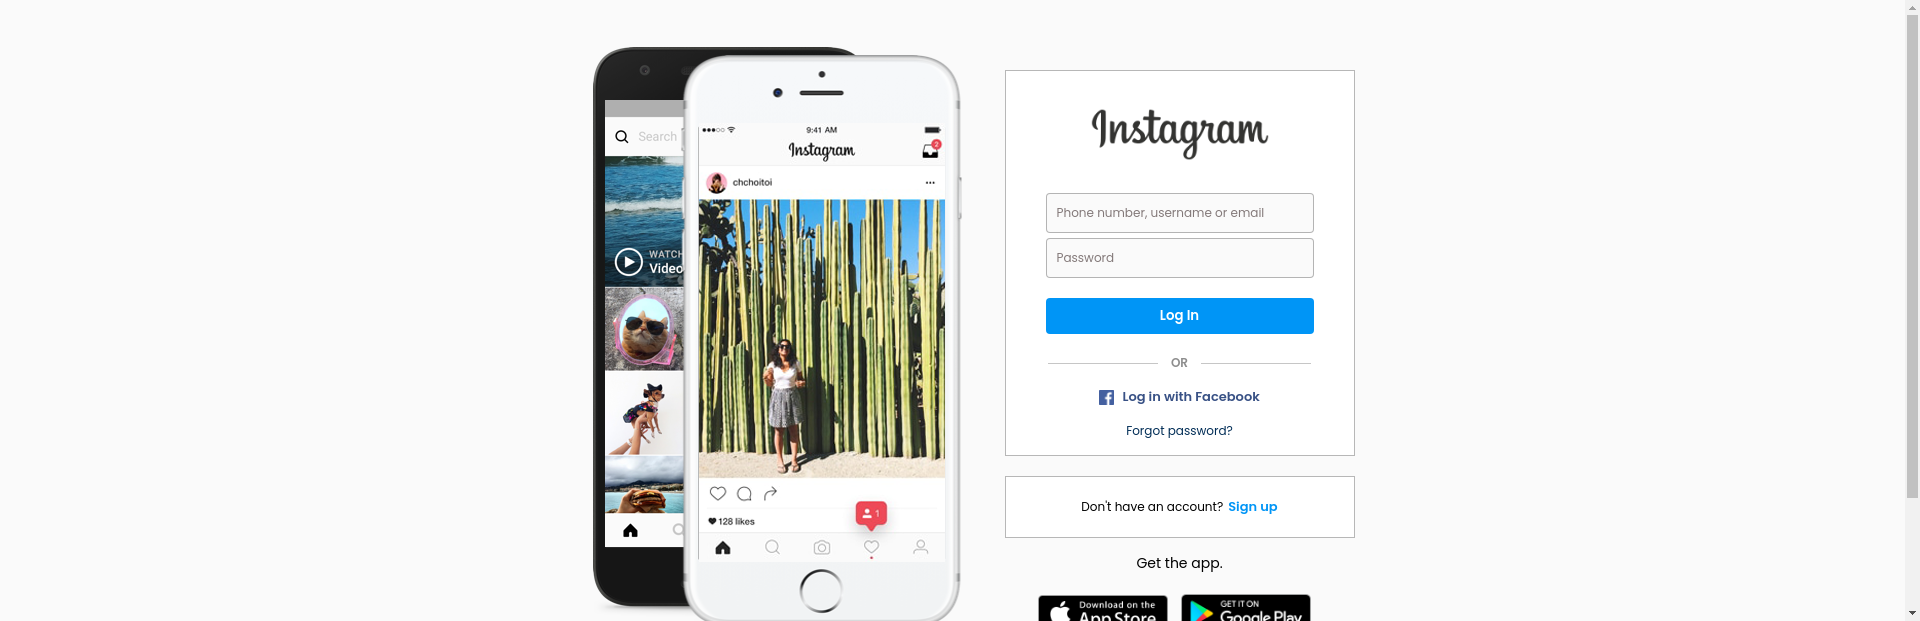 Search
WATCH
Video
9:41 AM
Instagram
2
chchoitoi
128 likes
1
Instagram
Phone number, username or email
Password
Log In
OR
Log in with Facebook
Forgot password?
Don't have an account? Sign up
Get the app.
Download on the
App Store
GET IT ON
Google Play